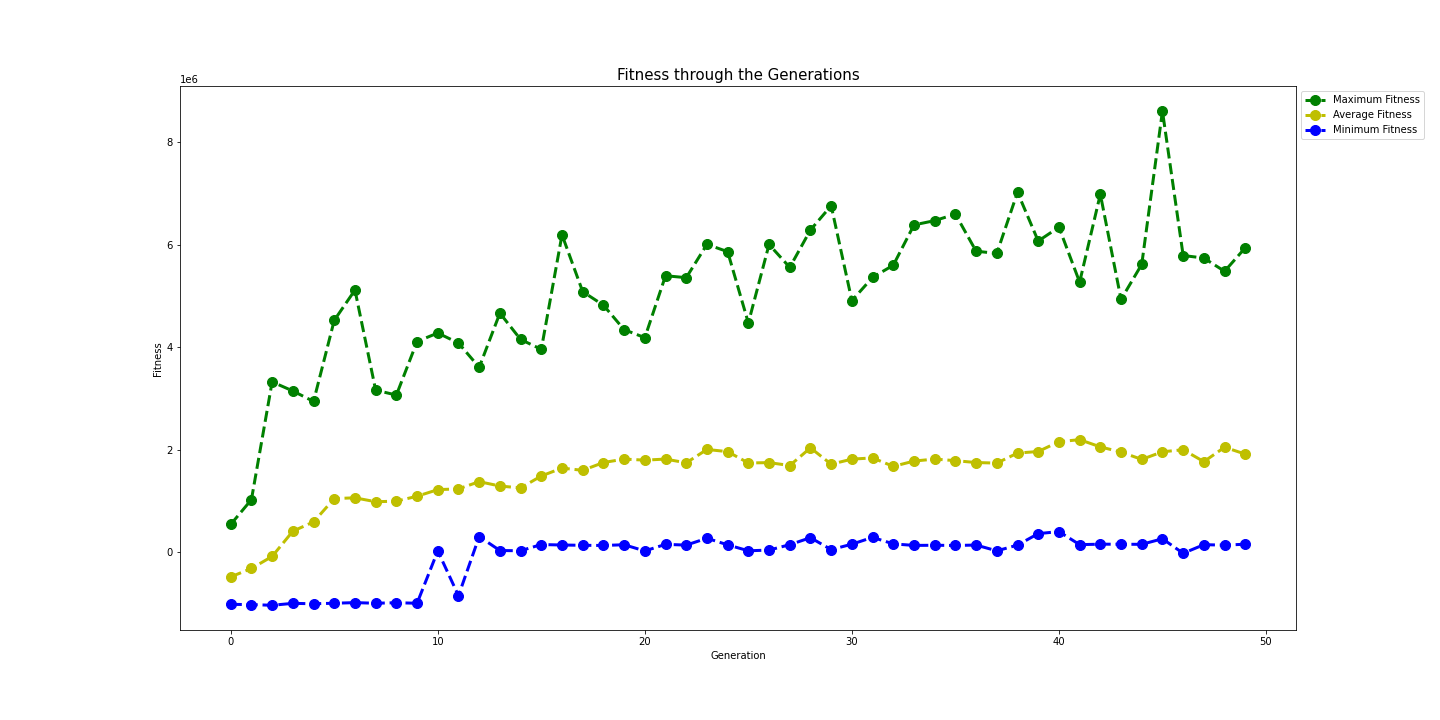 Fitness through the Generations
1e6
Maximum Fitness
Average Fitness
Minimum Fitness
8
6
4
2
0
Fitness
0 10 20 30 40 50
Generation